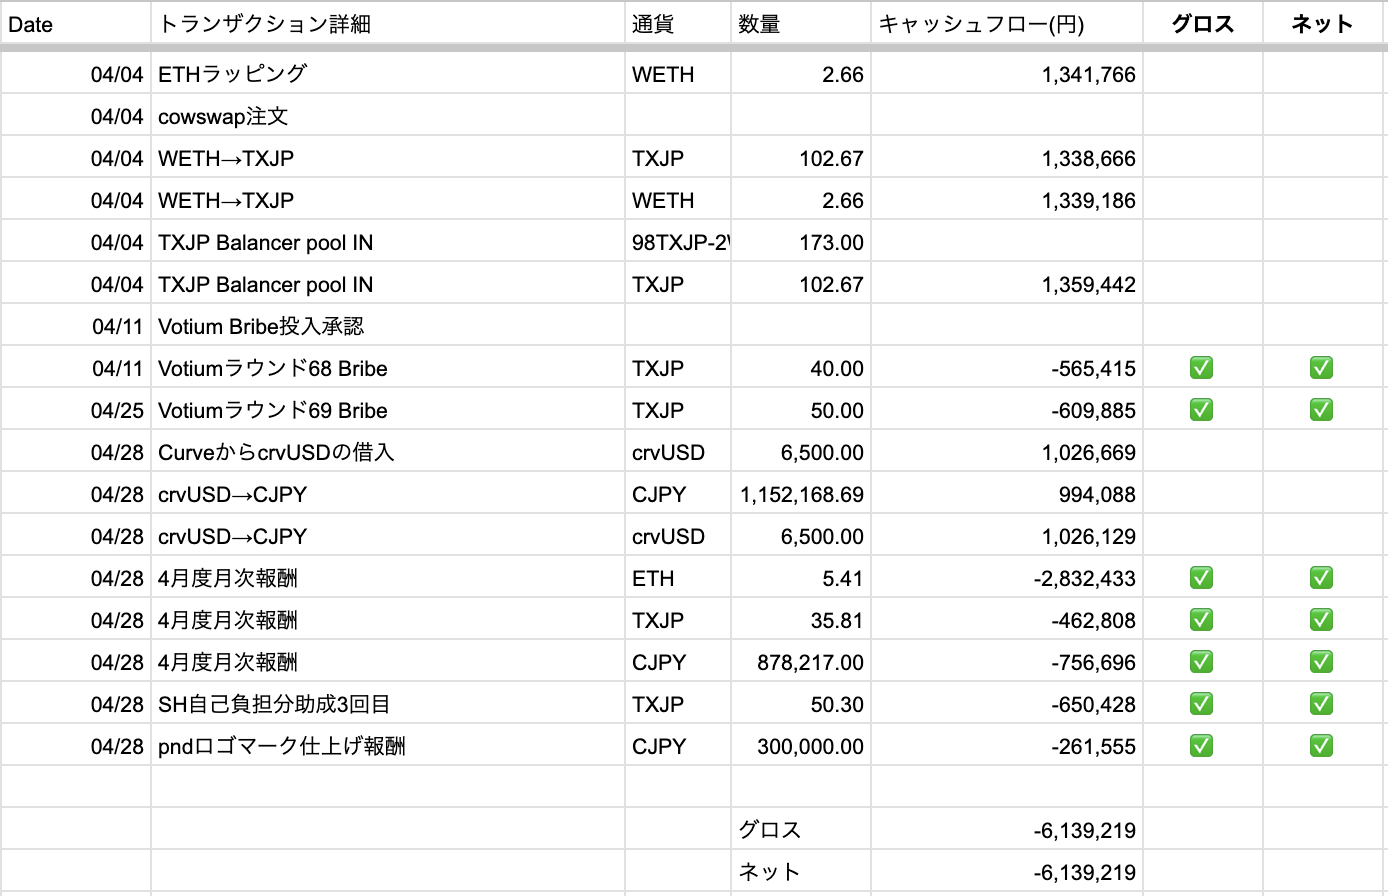 Date トランザクション詳細 通貨 数量 キャッシュフロー(円) グロス ネット
04/04 ETHラッピング WETH 2.66 1,341,766
04/04 cowswap注文
04/04 WETH→TXJP TXJP 102.67 1,338,666
04/04 WETH→TXJP WETH 2.66 1,339,186
04/04 TXJP Balancer pool IN 98TXJP-2 173.00
04/04 TXJP Balancer pool IN TXJP 102.67 1,359,442
04/11 Votium Bribe投入承認
04/11 Votiumラウンド68 Bribe TXJP 40.00 -565,415 ✅ ✅
04/25 Votiumラウンド69 Bribe TXJP 50.00 -609,885 ✅ ✅
04/28 CurveからcrvUSDの借入 crvUSD 6,500.00 1,026,669
04/28 crvUSD→CJPY CJPY 1,152,168.69 994,088
04/28 crvUSD→CJPY crvUSD 6,500.00 1,026,129
04/28 4月度月次報酬 ETH 5.41 -2,832,433 ✅ ✅
04/28 4月度月次報酬 TXJP 35.81 -462,808 ✅ ✅
04/28 4月度月次報酬 CJPY 878,217.00 -756,696 ✅ ✅
04/28 SH自己負担分助成3回目 TXJP 50.30 -650,428 ✅ ✅
04/28 pndロゴマーク仕上げ報酬 CJPY 300,000.00 -261,555 ✅ ✅
グロス -6,139,219
ネット -6,139,219